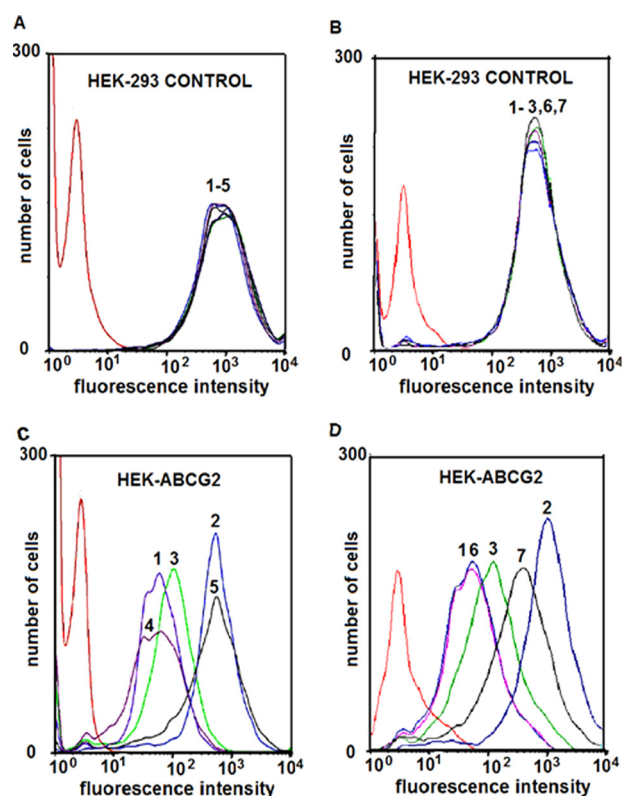 A
300
HEK-293 CONTROL
1-5
number of cells
0
10⁰ 10¹ 10² 10³ 10⁴
fluorescence intensity
B
300
HEK-293 CONTROL
1- 3,6,7
number of cells
0
10⁰ 10¹ 10² 10³ 10⁴
fluorescence intensity
C
300
HEK-ABCG2
2
1 3
5
4
number of cells
0
10⁰ 10¹ 10² 10³ 10⁴
fluorescence intensity
D
300
HEK-ABCG2
2
16 3 7
number of cells
0
10⁰ 10¹ 10² 10³ 10⁴
fluorescence intensity